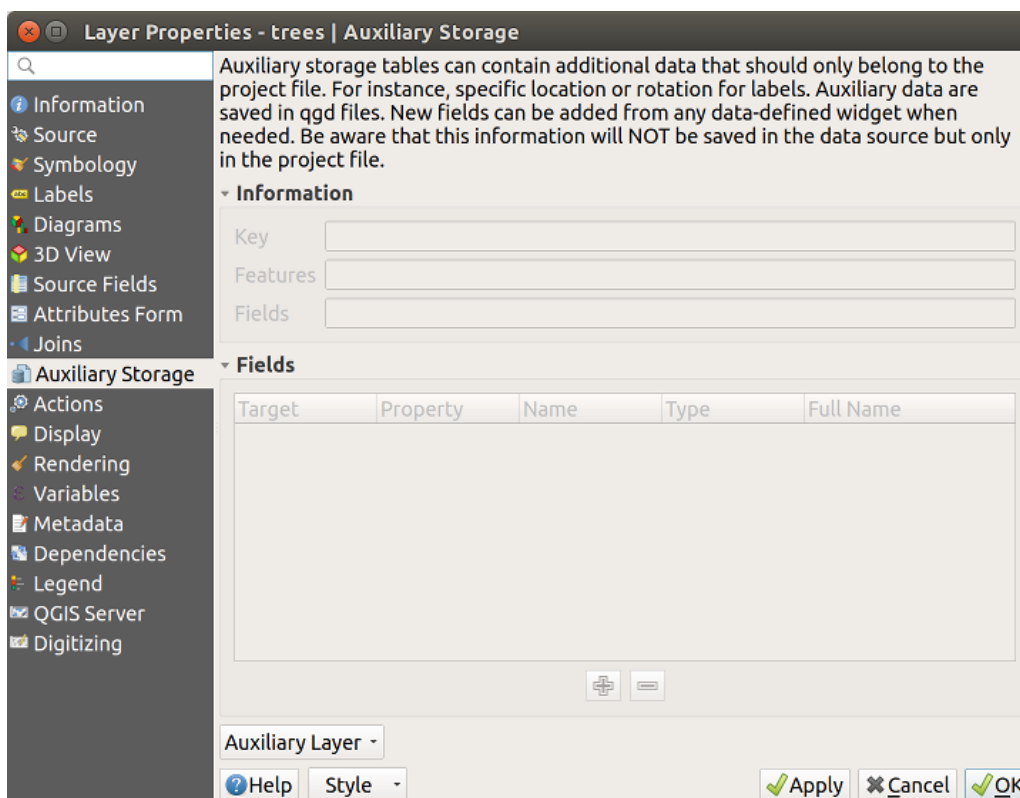 Layer Properties - trees | Auxiliary Storage
Information
Source
Symbology
Labels
Diagrams
3D View
Source Fields
Attributes Form
Joins
Auxiliary Storage
Actions
Display
Rendering
Variables
Metadata
Dependencies
Legend
QGIS Server
Digitizing
Auxiliary storage tables can contain additional data that should only belong to the
project file. For instance, specific location or rotation for labels. Auxiliary data are
saved in qgd files. New fields can be added from any data-defined widget when
needed. Be aware that this information will NOT be saved in the data source but only
in the project file.
Information
Key
Features
Fields
Fields
Target Property Name Type Full Name
Auxiliary Layer
Help Style Apply Cancel OK